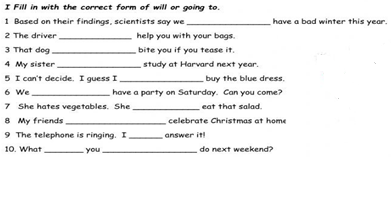 I Fill in with the correct form of will or going to.
1 Based on their findings, scientists say we ________________ have a bad winter this year.
2 The driver ________________ help you with your bags.
3 That dog ________________ bite you if you tease it.
4 My sister ________________ study at Harvard next year.
5 I can't decide. I guess I ________________ buy the blue dress.
6 We ________________ have a party on Saturday. Can you come?
7 She hates vegetables. She ________________ eat that salad.
8 My friends ____________________ celebrate Christmas at home
9 The telephone is ringing. I _______ answer it!
10. What ________ you ____________________ do next weekend?